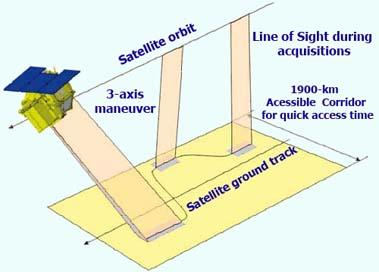 Satellite orbit
Line of Sight during
acquisitions
3-axis
maneuver
1900-km
Acessible Corridor
for quick access time
Satellite ground track